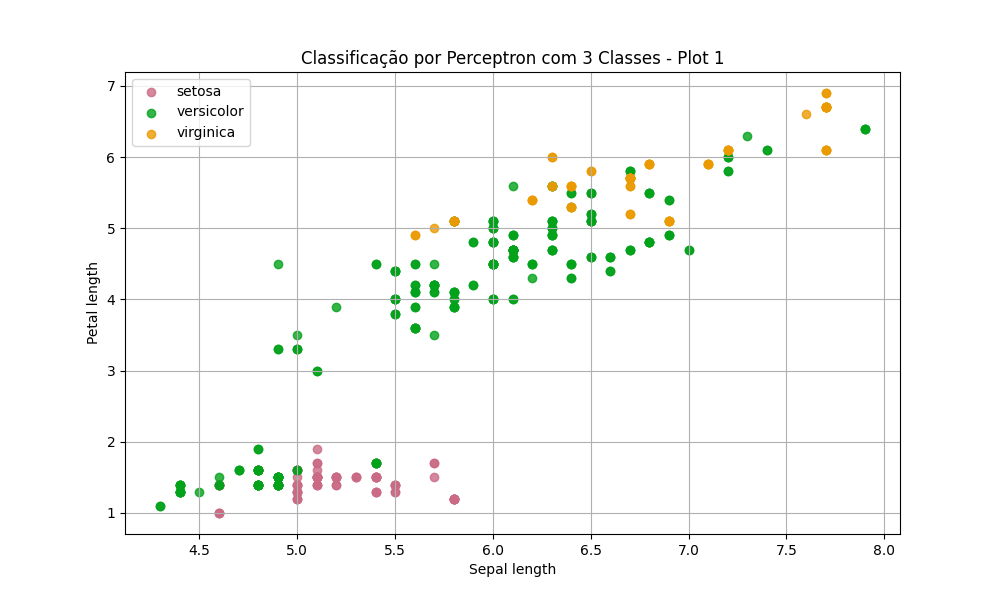 Classificação por Perceptron com 3 Classes - Plot 1
setosa
versicolor
virginica
Petal length
7
6
5
4
3
2
1
4.5 5.0 5.5 6.0 6.5 7.0 7.5 8.0
Sepal length